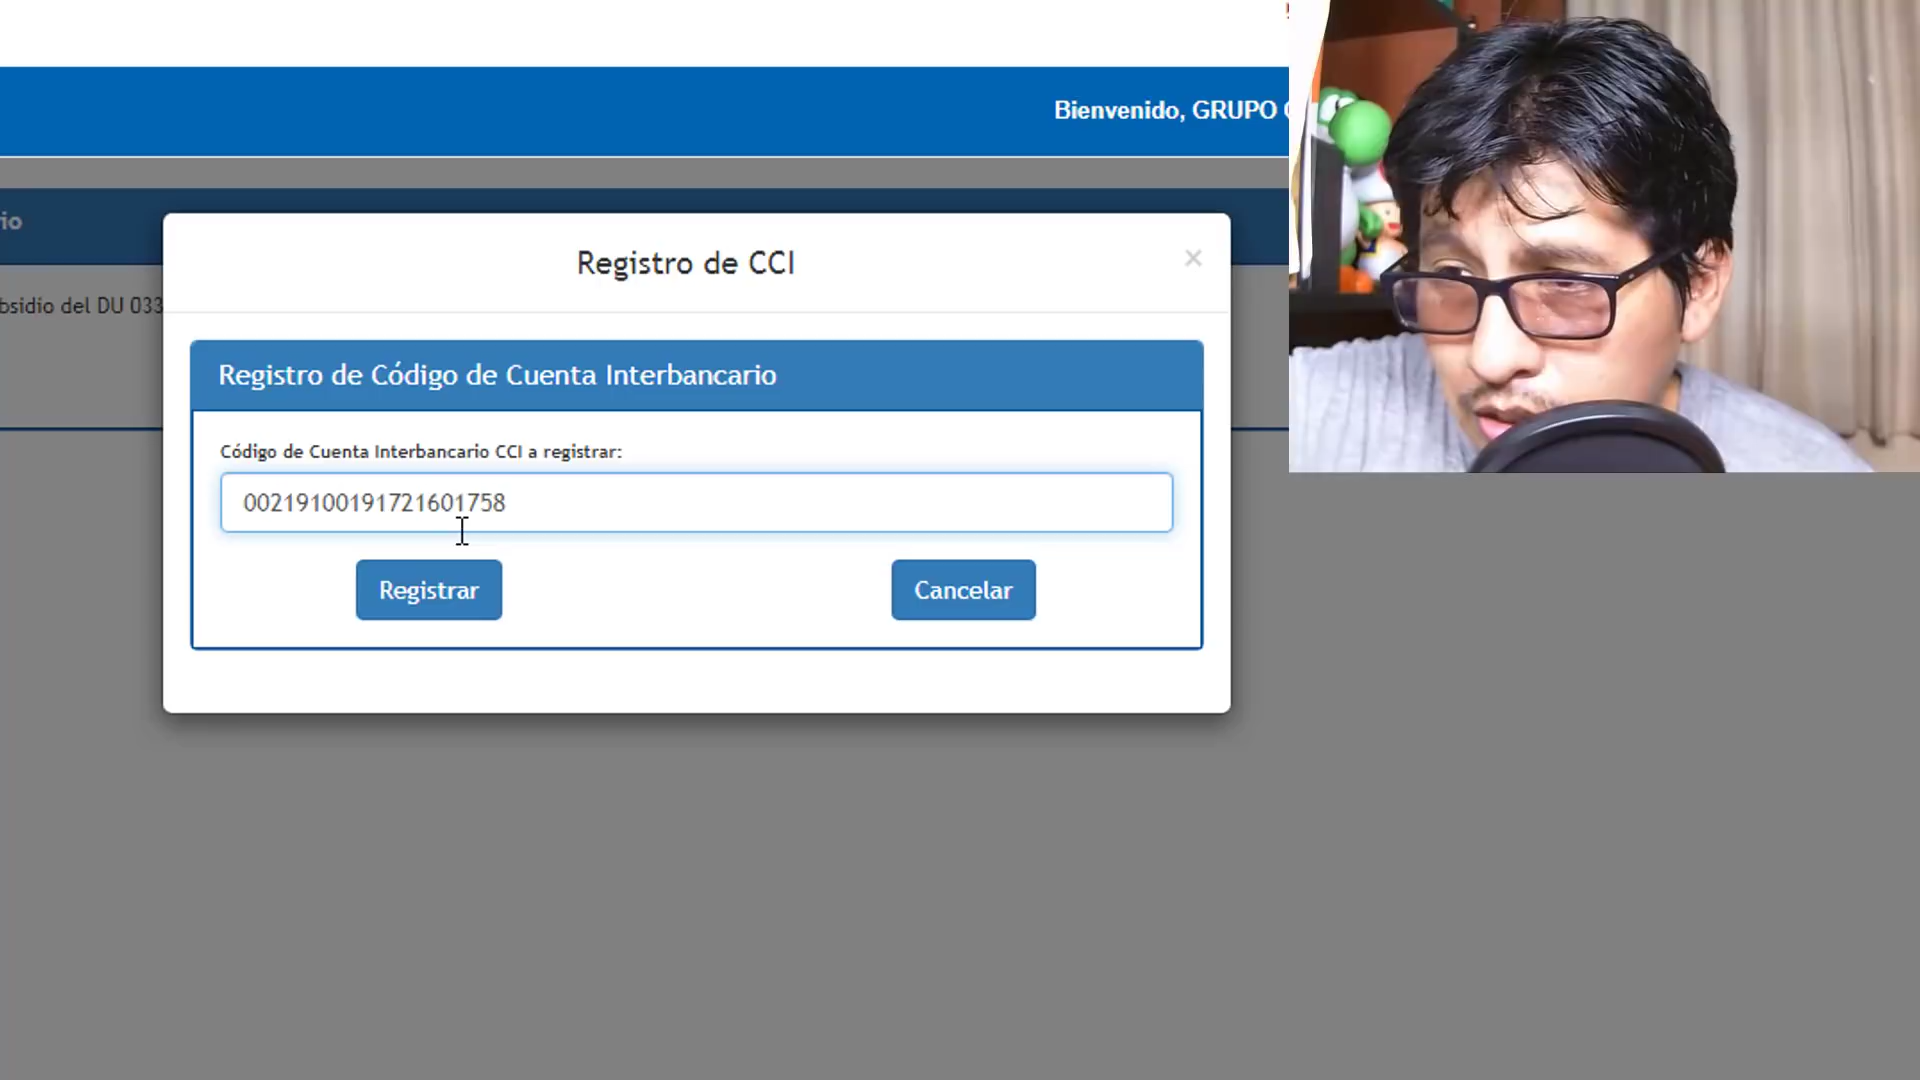 Bienvenido, GRUPO
io
bsidio del DU 033
Registro de CCI
×
Registro de Código de Cuenta Interbancario
Código de Cuenta Interbancario CCI a registrar:
00219100191721601758
Registrar
Cancelar